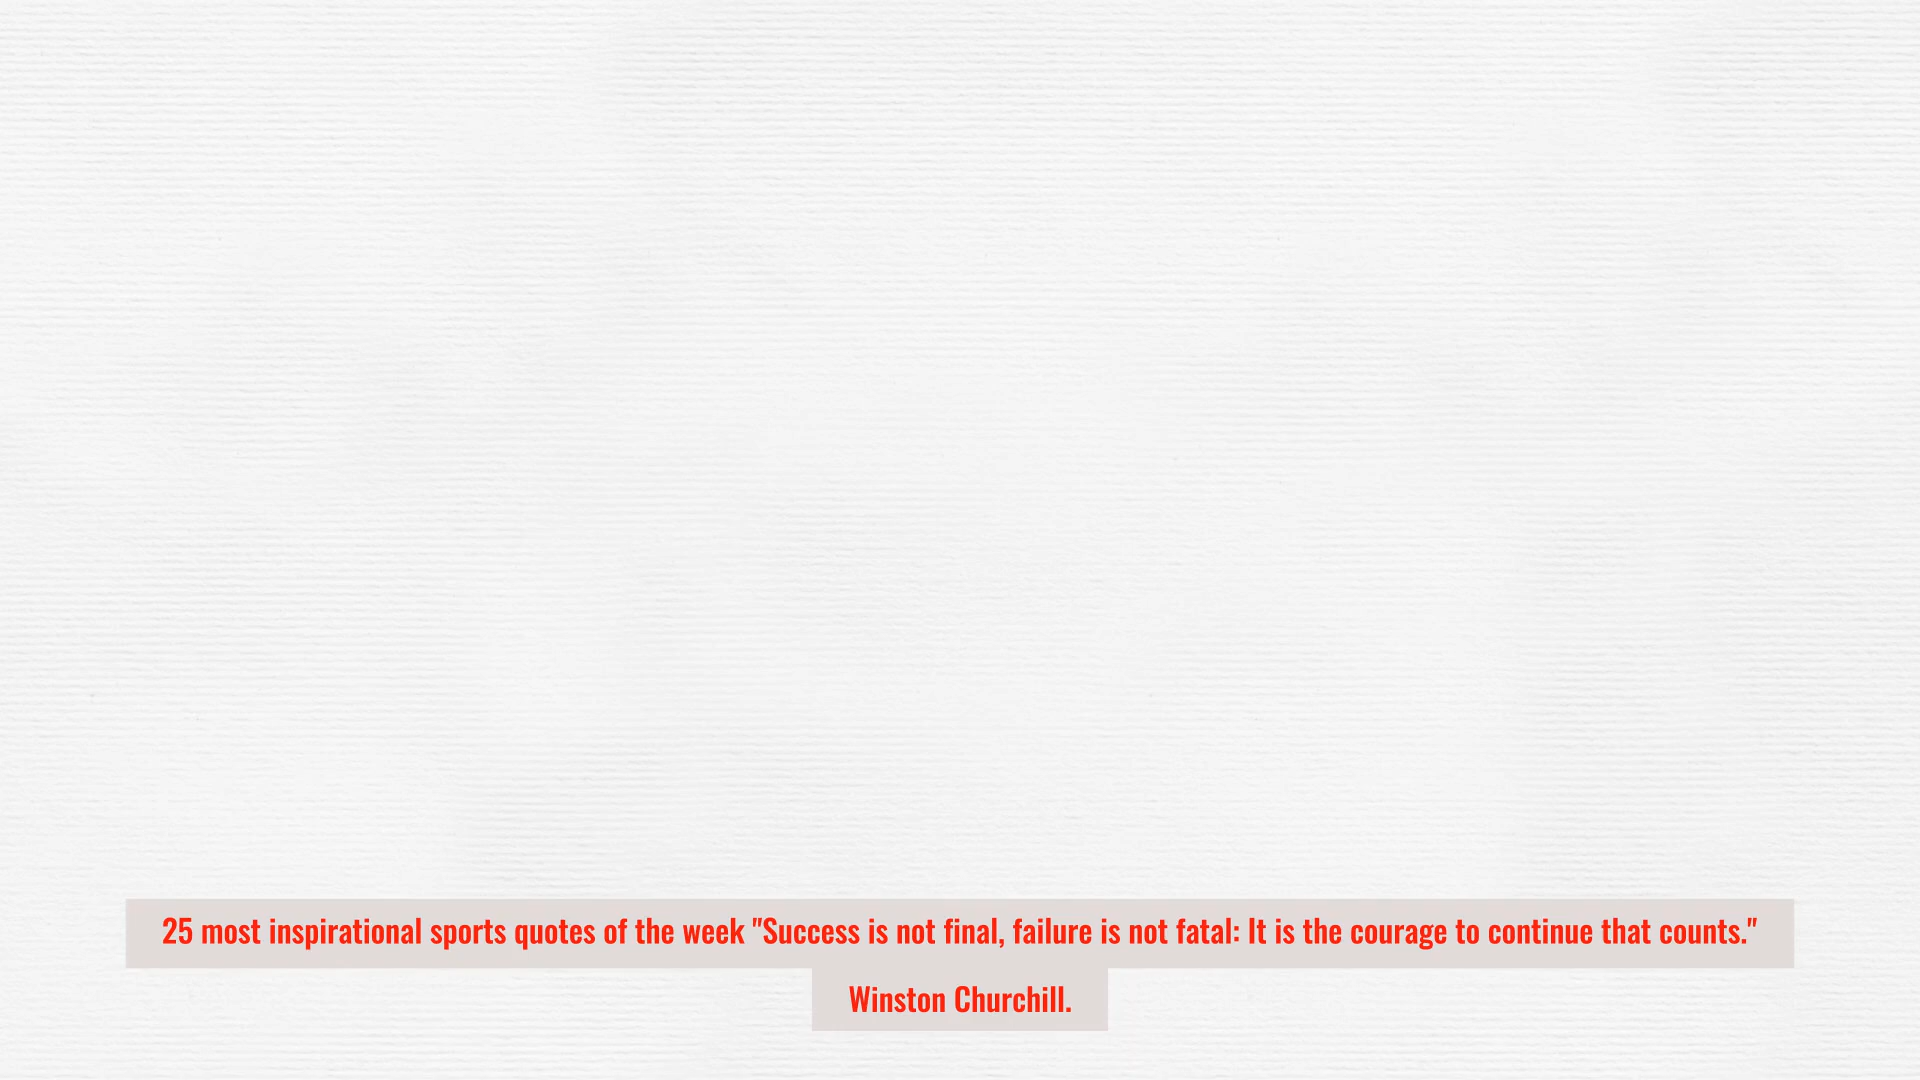 25 most inspirational sports quotes of the week "Success is not final, failure is not fatal: It is the courage to continue that counts."
Winston Churchill.